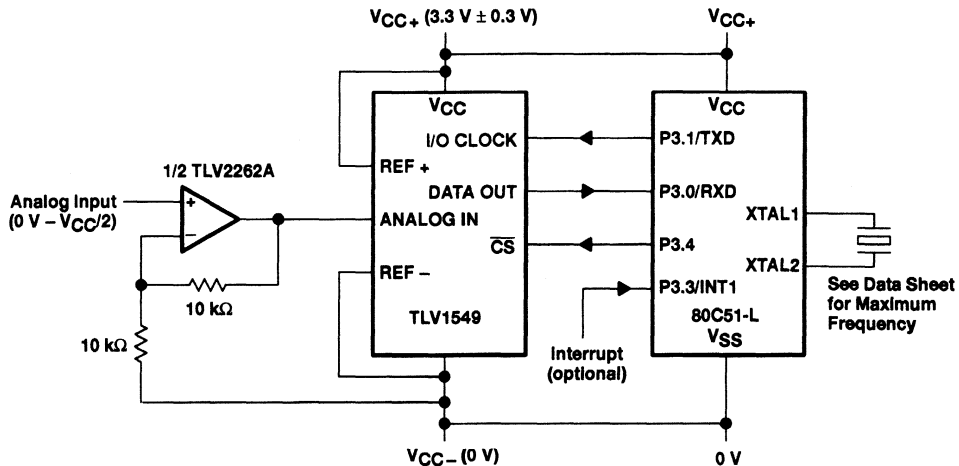 VCC+ (3.3 V ± 0.3 V)
VCC+
VCC
VCC
I/O CLOCK
P3.1/TXD
REF +
1/2 TLV2262A
DATA OUT
P3.0/RXD
Analog Input
(0 V – VCC/2)
+
–
ANALOG IN
XTAL1
CS
P3.4
REF –
XTAL2
P3.3/INT1
10 kΩ
TLV1549
80C51-L
VSS
See Data Sheet
for Maximum
Frequency
10 kΩ
Interrupt
(optional)
VCC– (0 V)
0 V